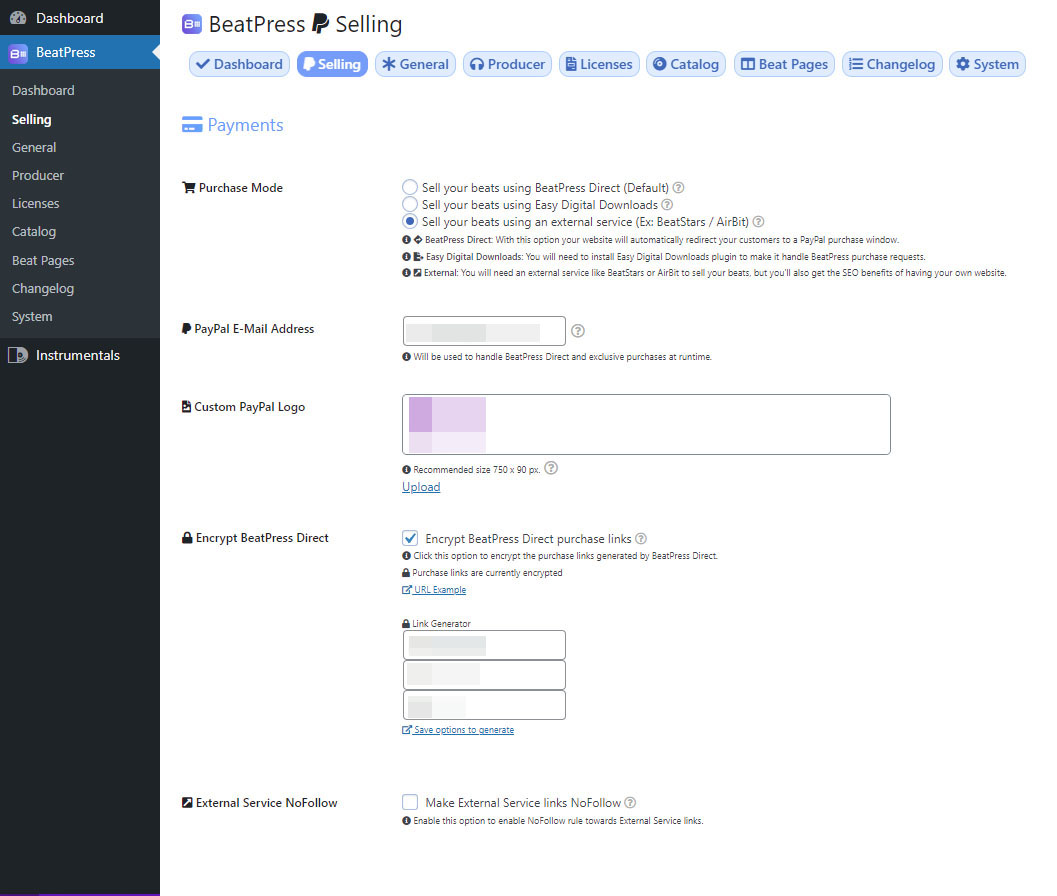 Dashboard
BeatPress
Dashboard
Selling
General
Producer
Licenses
Catalog
Beat Pages
Changelog
System
Instrumentals
BeatPress Selling
Dashboard Selling General Producer Licenses Catalog Beat Pages Changelog System
Payments
Purchase Mode
Sell your beats using BeatPress Direct (Default)
Sell your beats using Easy Digital Downloads
Sell your beats using an external service (Ex: BeatStars / AirBit)
BeatPress Direct: With this option your website will automatically redirect your customers to a PayPal purchase window.
Easy Digital Downloads: You will need to install Easy Digital Downloads plugin to make it handle BeatPress purchase requests.
External: You will need an external service like BeatStars or AirBit to sell your beats, but you'll also get the SEO benefits of having your own website.
PayPal E-Mail Address
Will be used to handle BeatPress Direct and exclusive purchases at runtime.
Custom PayPal Logo
Recommended size 750 x 90 px.
Upload
Encrypt BeatPress Direct
Encrypt BeatPress Direct purchase links
Click this option to encrypt the purchase links generated by BeatPress Direct.
Purchase links are currently encrypted
URL Example
Link Generator
Save options to generate
External Service NoFollow
Make External Service links NoFollow
Enable this option to enable NoFollow rule towards External Service links.